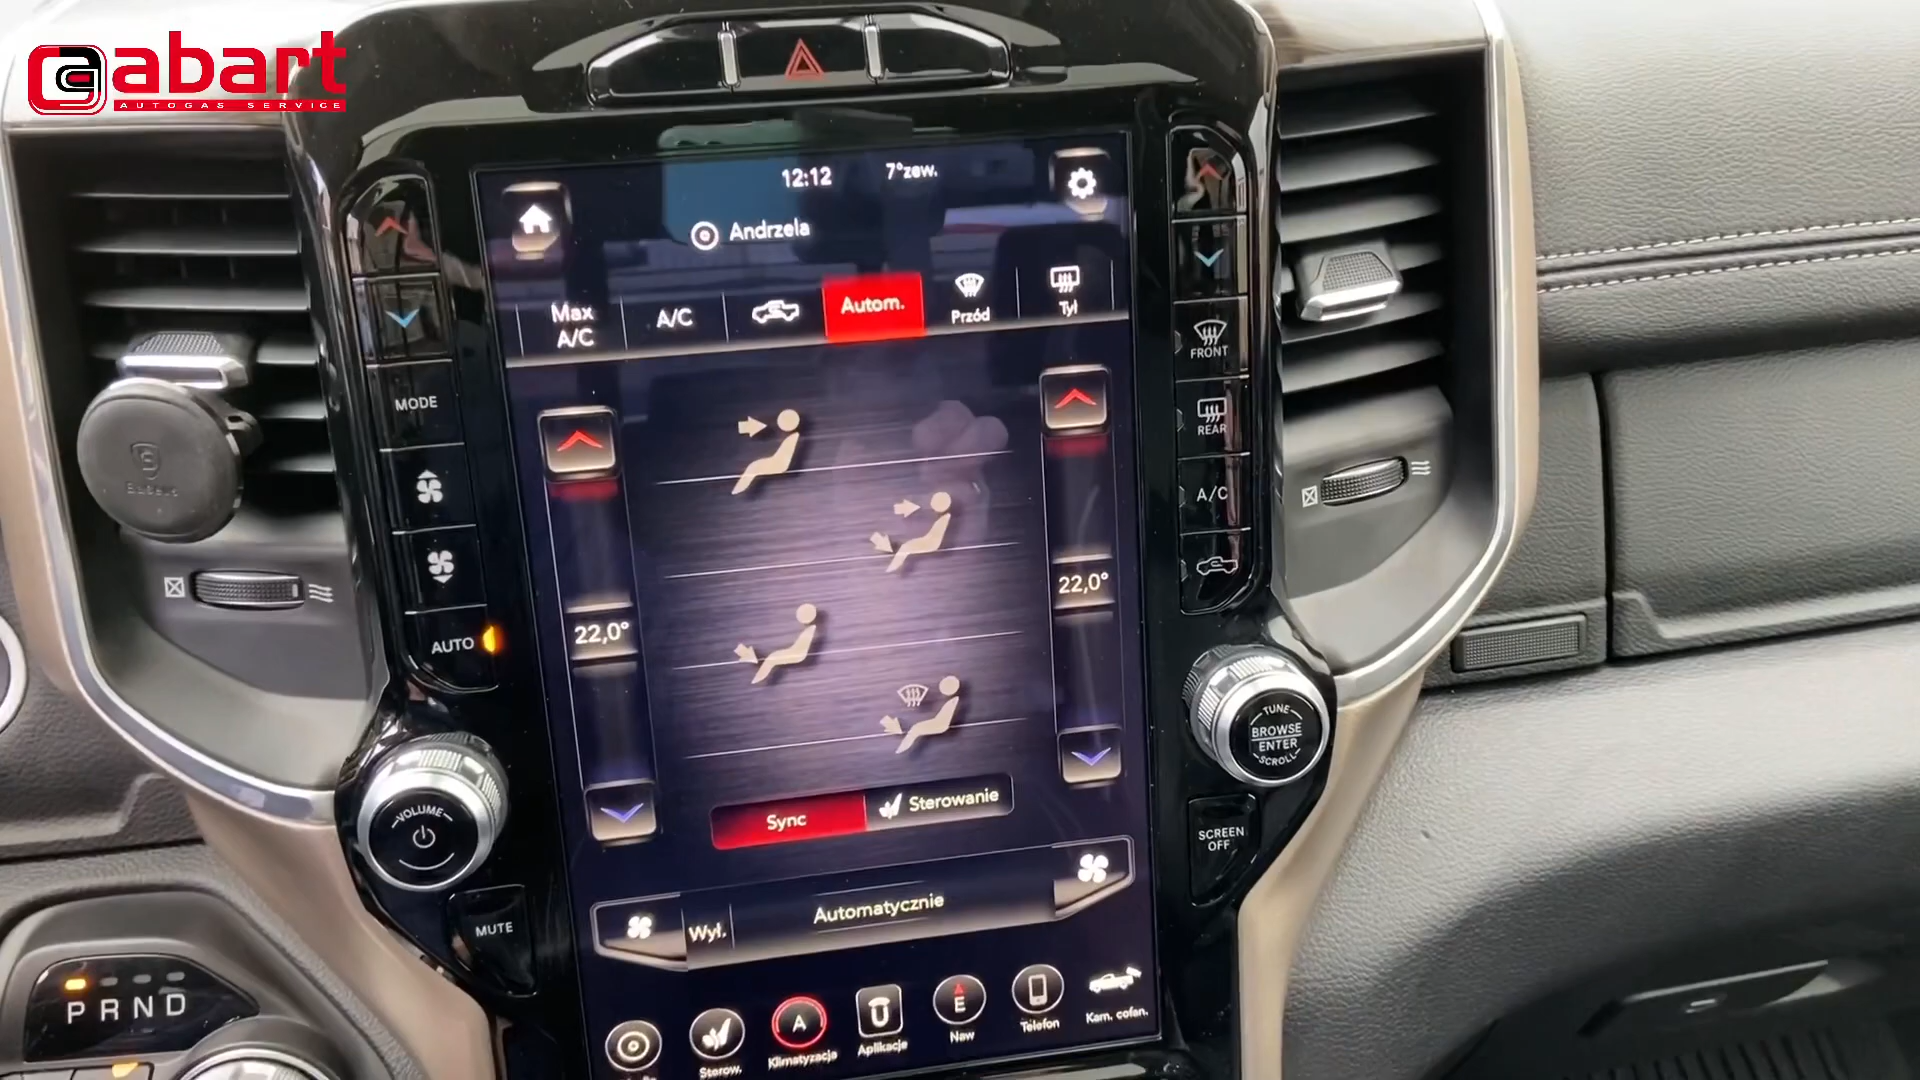 abart
AUTOGAS SERVICE
12:12
7°zew.
Andrzela
Max
A/C
A/C
Autom.
Przód
Tył
MODE
AUTO
22,0°
22,0°
FRONT
REAR
A/C
Sync
Sterowanie
Wył.
Automatycznie
VOLUME
MUTE
TUNE
BROWSE
ENTER
SCROLL
SCREEN
OFF
P R N D
Sterow.
A
Klimatyzacja
Aplikacje
E
Naw
Telefon
Kam. cofan.